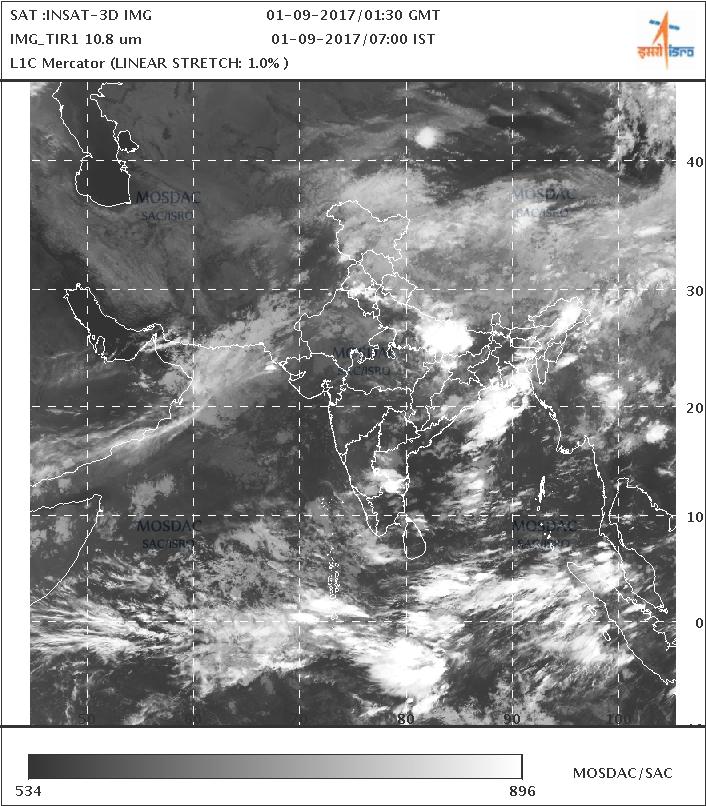 SAT :INSAT-3D IMG 01-09-2017/01:30 GMT
IMG_TIR1 10.8 um 01-09-2017/07:00 IST
L1C Mercator (LINEAR STRETCH: 1.0% )
इसरो isro
40
MOSDAC MOSDAC
SAC/ISRO SAC/ISRO
30
MOSDAC
SAC/ISRO
20
10
MOSDAC MOSDAC
SAC/ISRO SAC/ISRO
0
50 60 80 90 100
534 896
MOSDAC/SAC